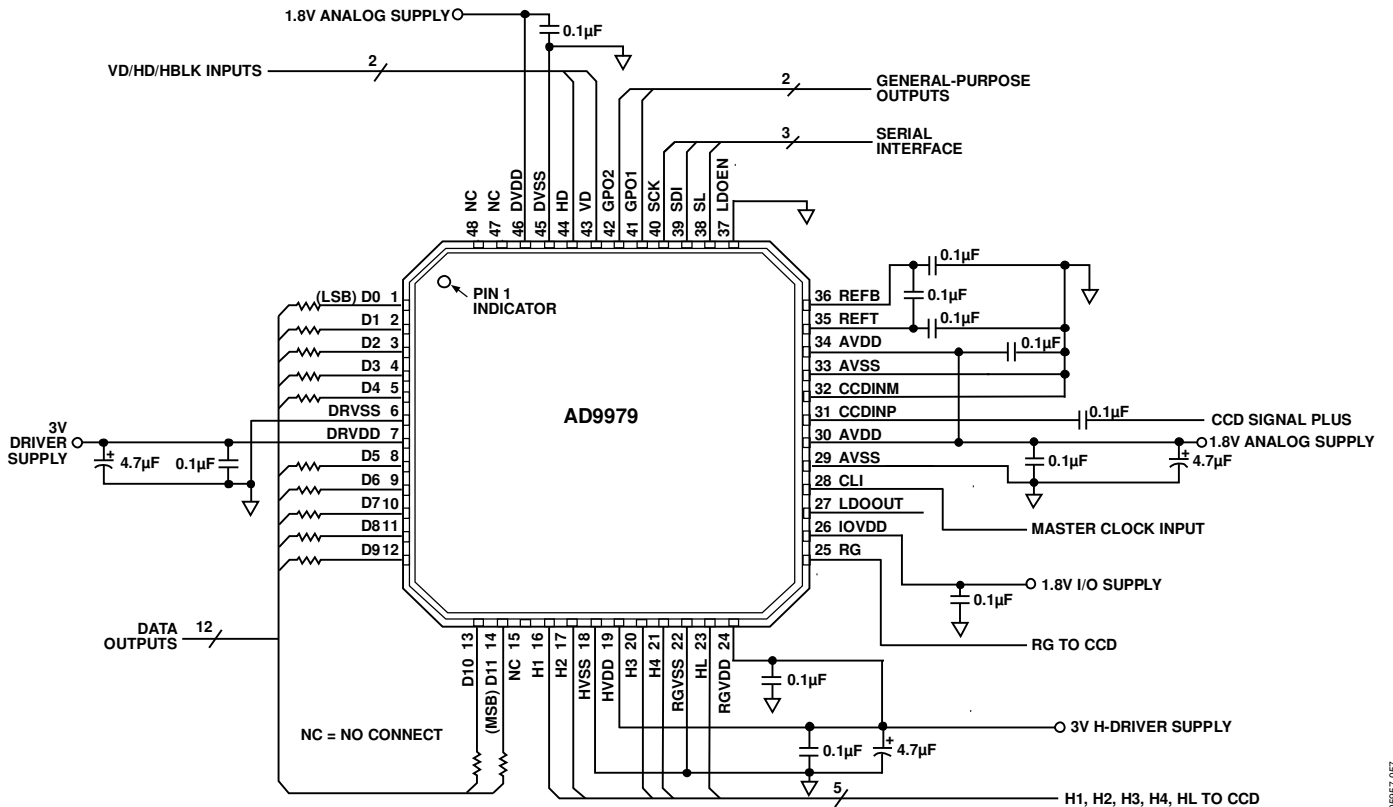 1.8V ANALOG SUPPLY
0.1µF
VD/HD/HBLK INPUTS
2
2
GENERAL-PURPOSE
OUTPUTS
3
SERIAL
INTERFACE
48 NC
47 NC
46 DVDD
45 DVSS
44 HD
43 VD
42 GPO2
41 GPO1
40 SCK
39 SDI
38 SL
37 LDOEN
PIN 1
INDICATOR
AD9979
(LSB) D0 1
D1 2
D2 3
D3 4
D4 5
DRVSS 6
DRVDD 7
D5 8
D6 9
D7 10
D8 11
D9 12
3V
DRIVER
SUPPLY
+
4.7µF
0.1µF
DATA
OUTPUTS
12
36 REFB
35 REFT
34 AVDD
33 AVSS
32 CCDINM
31 CCDINP
30 AVDD
29 AVSS
28 CLI
27 LDOOUT
26 IOVDD
25 RG
0.1µF
0.1µF
0.1µF
0.1µF
0.1µF
CCD SIGNAL PLUS
1.8V ANALOG SUPPLY
0.1µF
+
4.7µF
MASTER CLOCK INPUT
1.8V I/O SUPPLY
0.1µF
RG TO CCD
D10 13
(MSB) D11 14
NC 15
H1 16
H2 17
HVSS 18
HVDD 19
H3 20
H4 21
RGVSS 22
HL 23
RGVDD 24
0.1µF
NC = NO CONNECT
3V H-DRIVER SUPPLY
0.1µF
+
4.7µF
5
H1, H2, H3, H4, HL TO CCD
05957-057